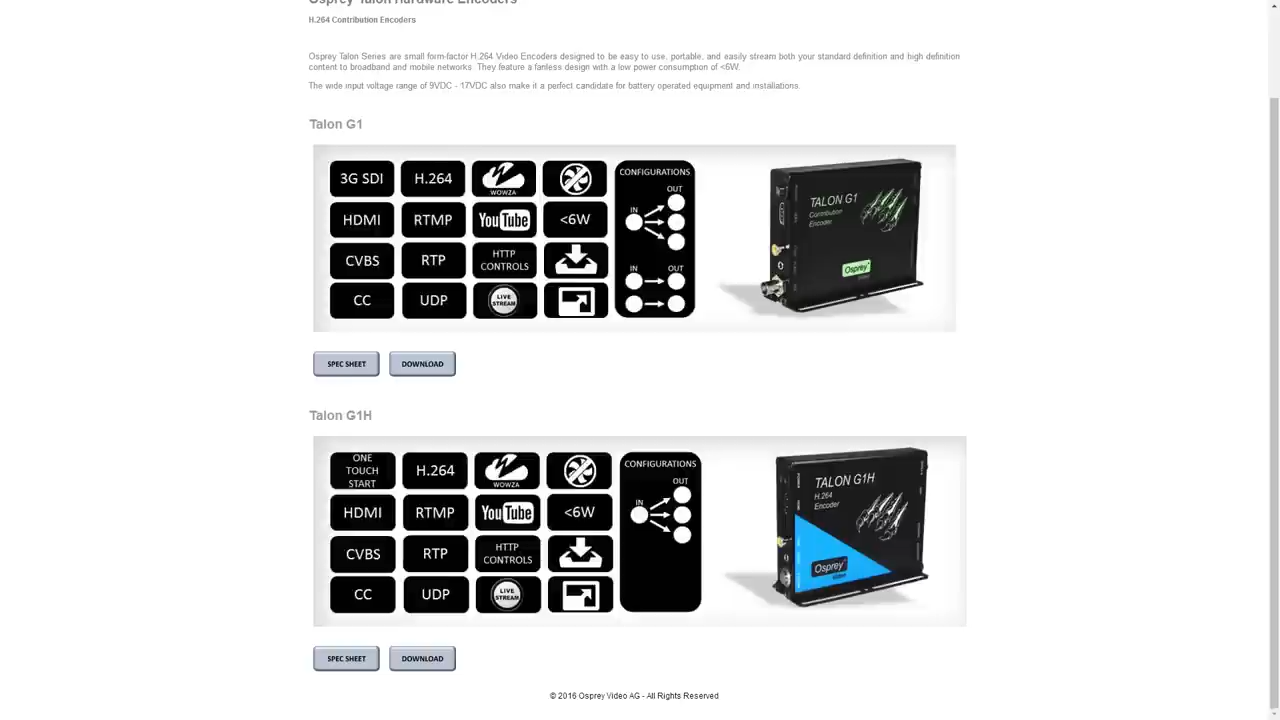 Osprey Talon Hardware Encoders
H.264 Contribution Encoders
Osprey Talon Series are small form-factor H.264 Video Encoders designed to be easy to use, portable, and easily stream both your standard definition and high definition
content to broadband and mobile networks. They feature a fanless design with a low power consumption of <6W.
The wide input voltage range of 9VDC - 17VDC also make it a perfect candidate for battery operated equipment and installations.
Talon G1
3G SDI
H.264
WOWZA
HDMI
RTMP
YouTube
<6W
CVBS
RTP
HTTP
CONTROLS
CC
UDP
LIVE
STREAM
CONFIGURATIONS
OUT
IN
IN
OUT
TALON G1
Contribution
Encoder
Osprey
SPEC SHEET
DOWNLOAD
Talon G1H
ONE
TOUCH
START
H.264
WOWZA
HDMI
RTMP
YouTube
<6W
CVBS
RTP
HTTP
CONTROLS
CC
UDP
LIVE
STREAM
CONFIGURATIONS
OUT
IN
TALON G1H
H.264
Encoder
Osprey
SPEC SHEET
DOWNLOAD
© 2016 Osprey Video AG - All Rights Reserved